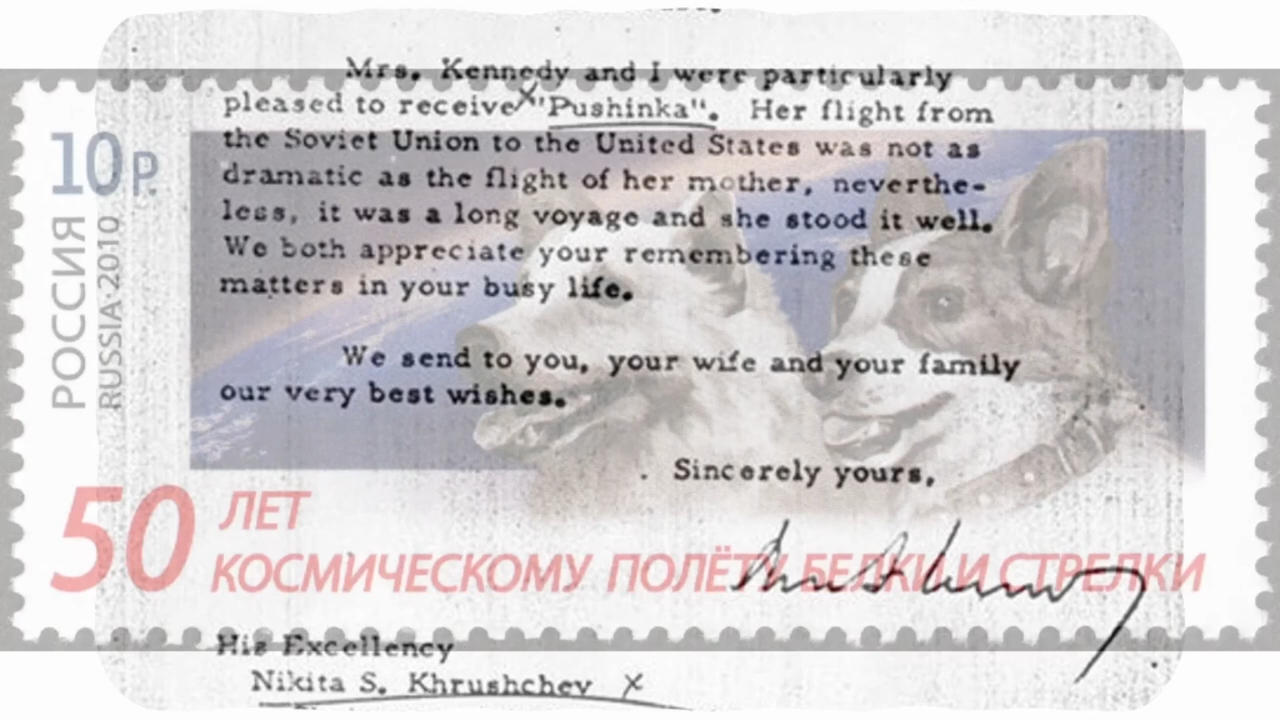 Mrs. Kennedy and I were particularly
pleased to receive "Pushinka". Her flight from
the Soviet Union to the United States was not as
dramatic as the flight of her mother, neverthe-
less, it was a long voyage and she stood it well.
We both appreciate your remembering these
matters in your busy life.
We send to you, your wife and your family
our very best wishes.
Sincerely yours,
His Excellency
Nikita S. Khrushchev
10 Р.
РОССИЯ
RUSSIA·2010
50 ЛЕТ
КОСМИЧЕСКОМУ ПОЛЁТУ БЕЛКИ И СТРЕЛКИ